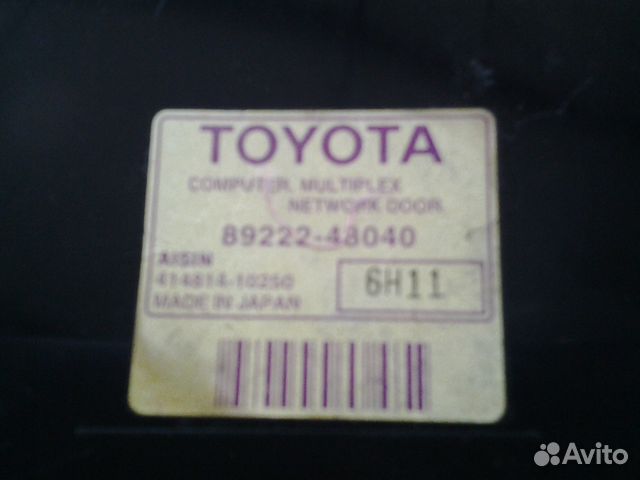 TOYOTA
COMPUTER, MULTIPLEX
NETWORK DOOR
89222-48040
AISIN
414814-10250
6H11
MADE IN JAPAN
Avito